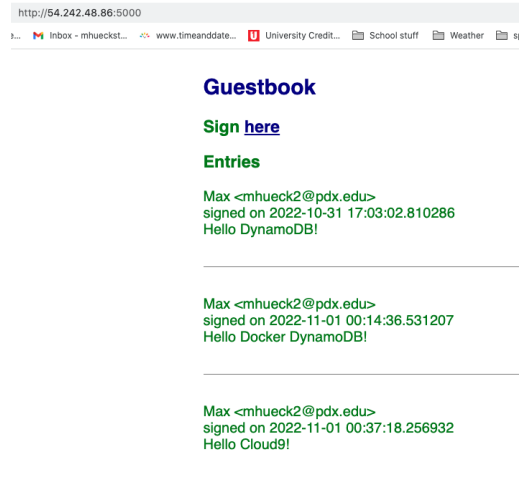 http://54.242.48.86:5000
e... Inbox - mhueckst... www.timeanddate... University Credit... School stuff Weather sp
Guestbook
Sign here
Entries
Max <mhueck2@pdx.edu>
signed on 2022-10-31 17:03:02.810286
Hello DynamoDB!
Max <mhueck2@pdx.edu>
signed on 2022-11-01 00:14:36.531207
Hello Docker DynamoDB!
Max <mhueck2@pdx.edu>
signed on 2022-11-01 00:37:18.256932
Hello Cloud9!